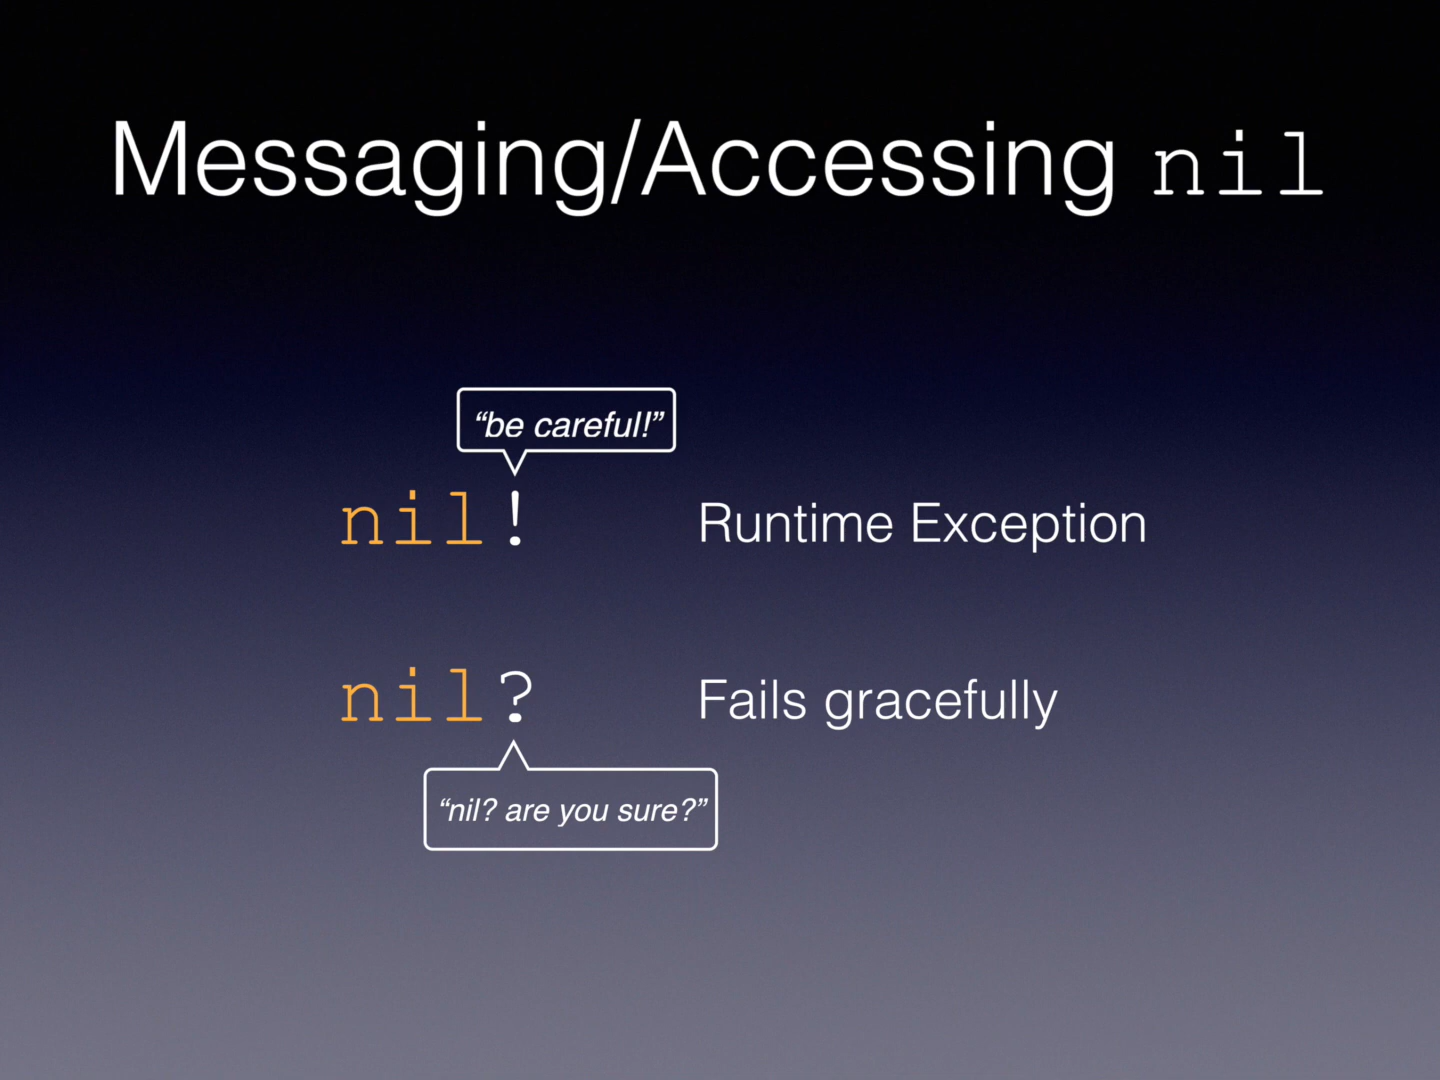 Messaging/Accessing nil
“be careful!”
nil! Runtime Exception
nil? Fails gracefully
“nil? are you sure?”